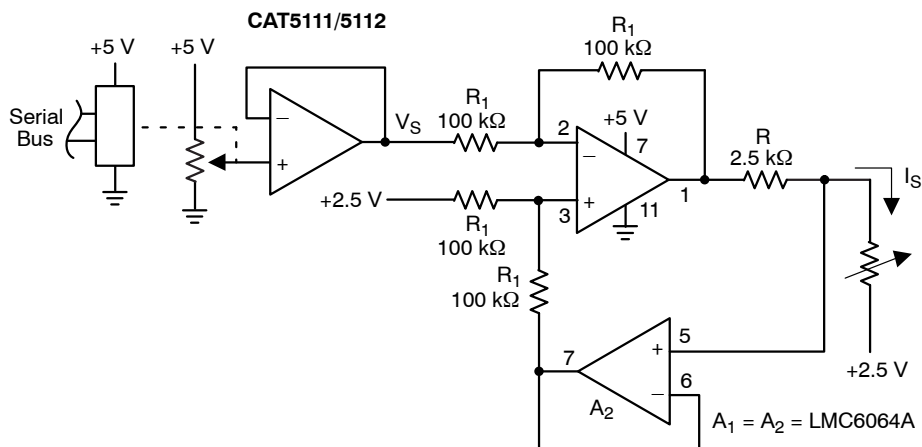 CAT5111/5112
+5 V
+5 V
Serial
Bus
−
+
V_S
R₁
100 kΩ
R₁
100 kΩ
2
−
+5 V
7
+
3
11
1
R
2.5 kΩ
I_S
+2.5 V
R₁
100 kΩ
R₁
100 kΩ
7
+
−
5
6
A₂
+2.5 V
A₁ = A₂ = LMC6064A